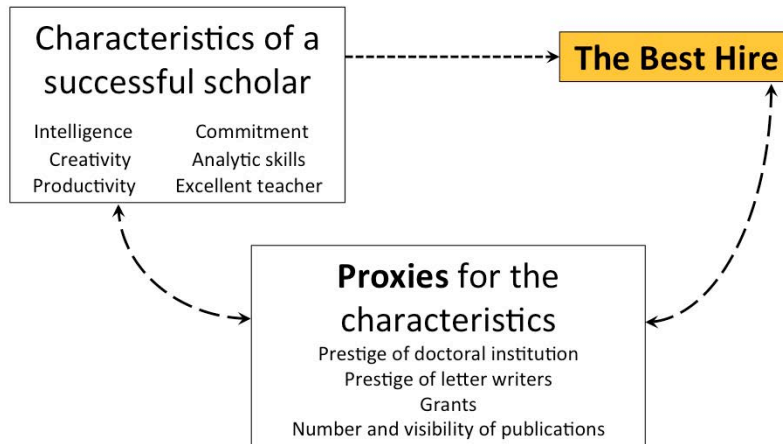 Characteristics of a
successful scholar
Intelligence Commitment
Creativity Analytic skills
Productivity Excellent teacher
The Best Hire
Proxies for the
characteristics
Prestige of doctoral institution
Prestige of letter writers
Grants
Number and visibility of publications